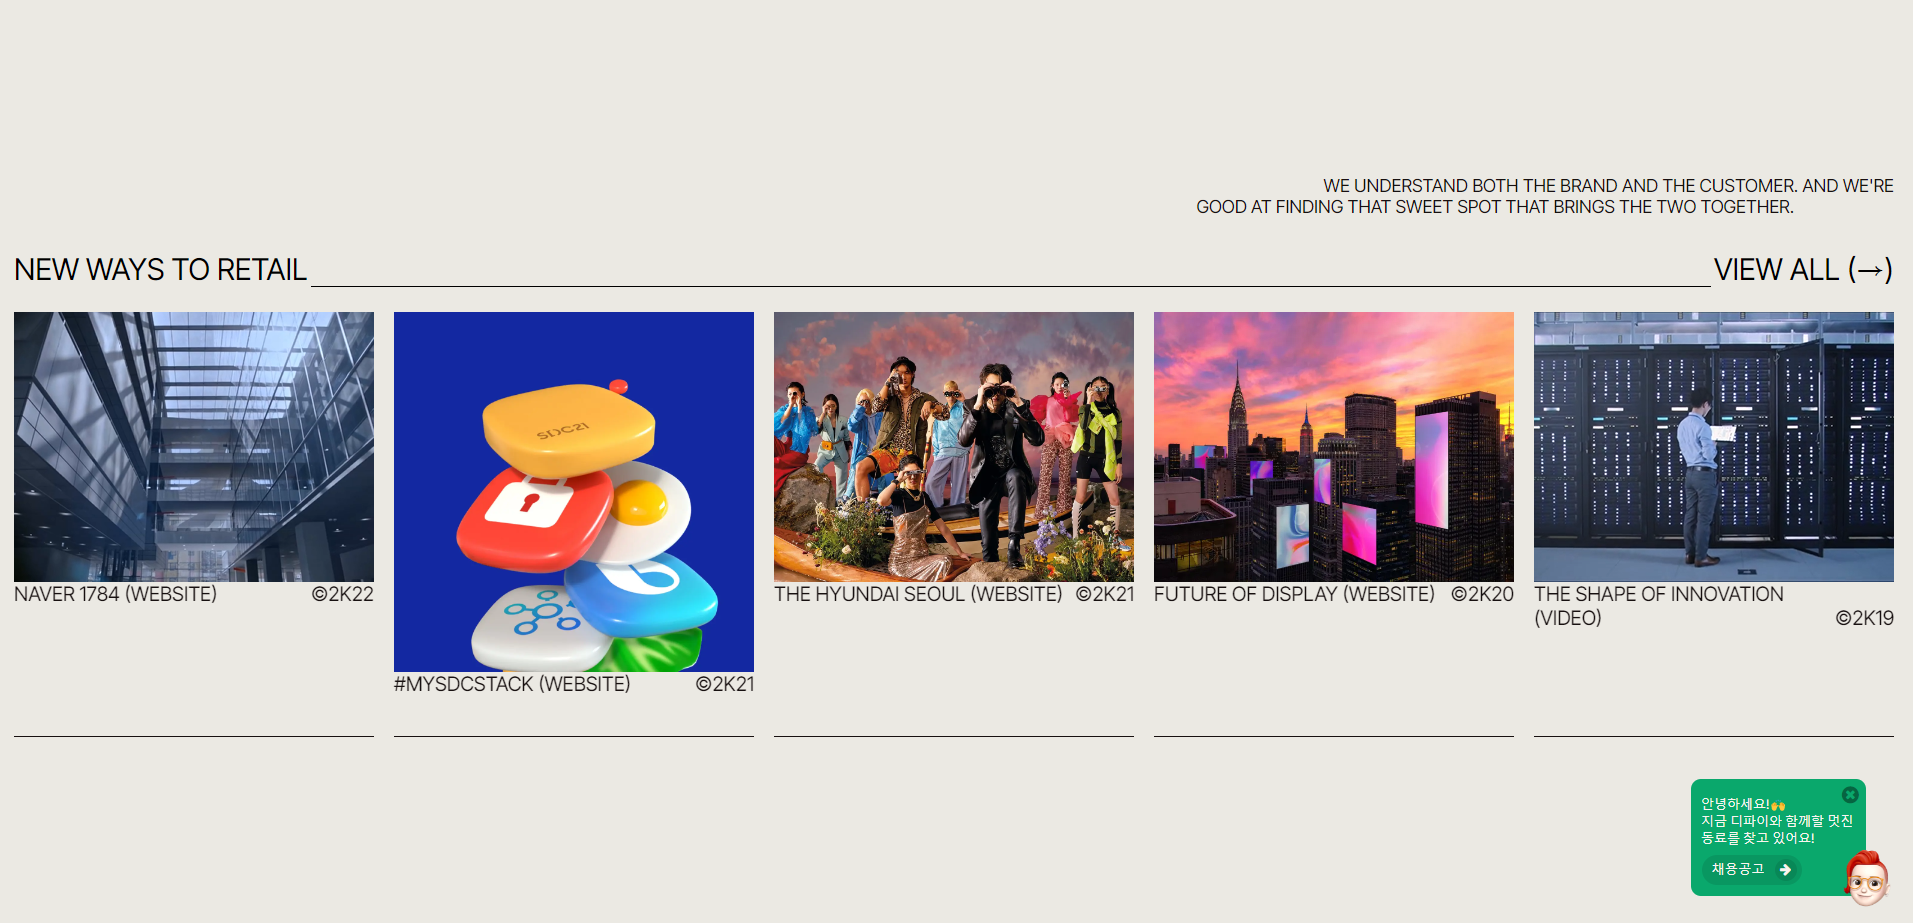 WE UNDERSTAND BOTH THE BRAND AND THE CUSTOMER. AND WE'RE
GOOD AT FINDING THAT SWEET SPOT THAT BRINGS THE TWO TOGETHER.
NEW WAYS TO RETAIL
VIEW ALL (→)
SDC21
NAVER 1784 (WEBSITE) ©2K22
#MYSDCSTACK (WEBSITE) ©2K21
THE HYUNDAI SEOUL (WEBSITE) ©2K21
FUTURE OF DISPLAY (WEBSITE) ©2K20
THE SHAPE OF INNOVATION
(VIDEO) ©2K19
안녕하세요!🙌
지금 디파이와 함께할 멋진
동료를 찾고 있어요!
채용공고